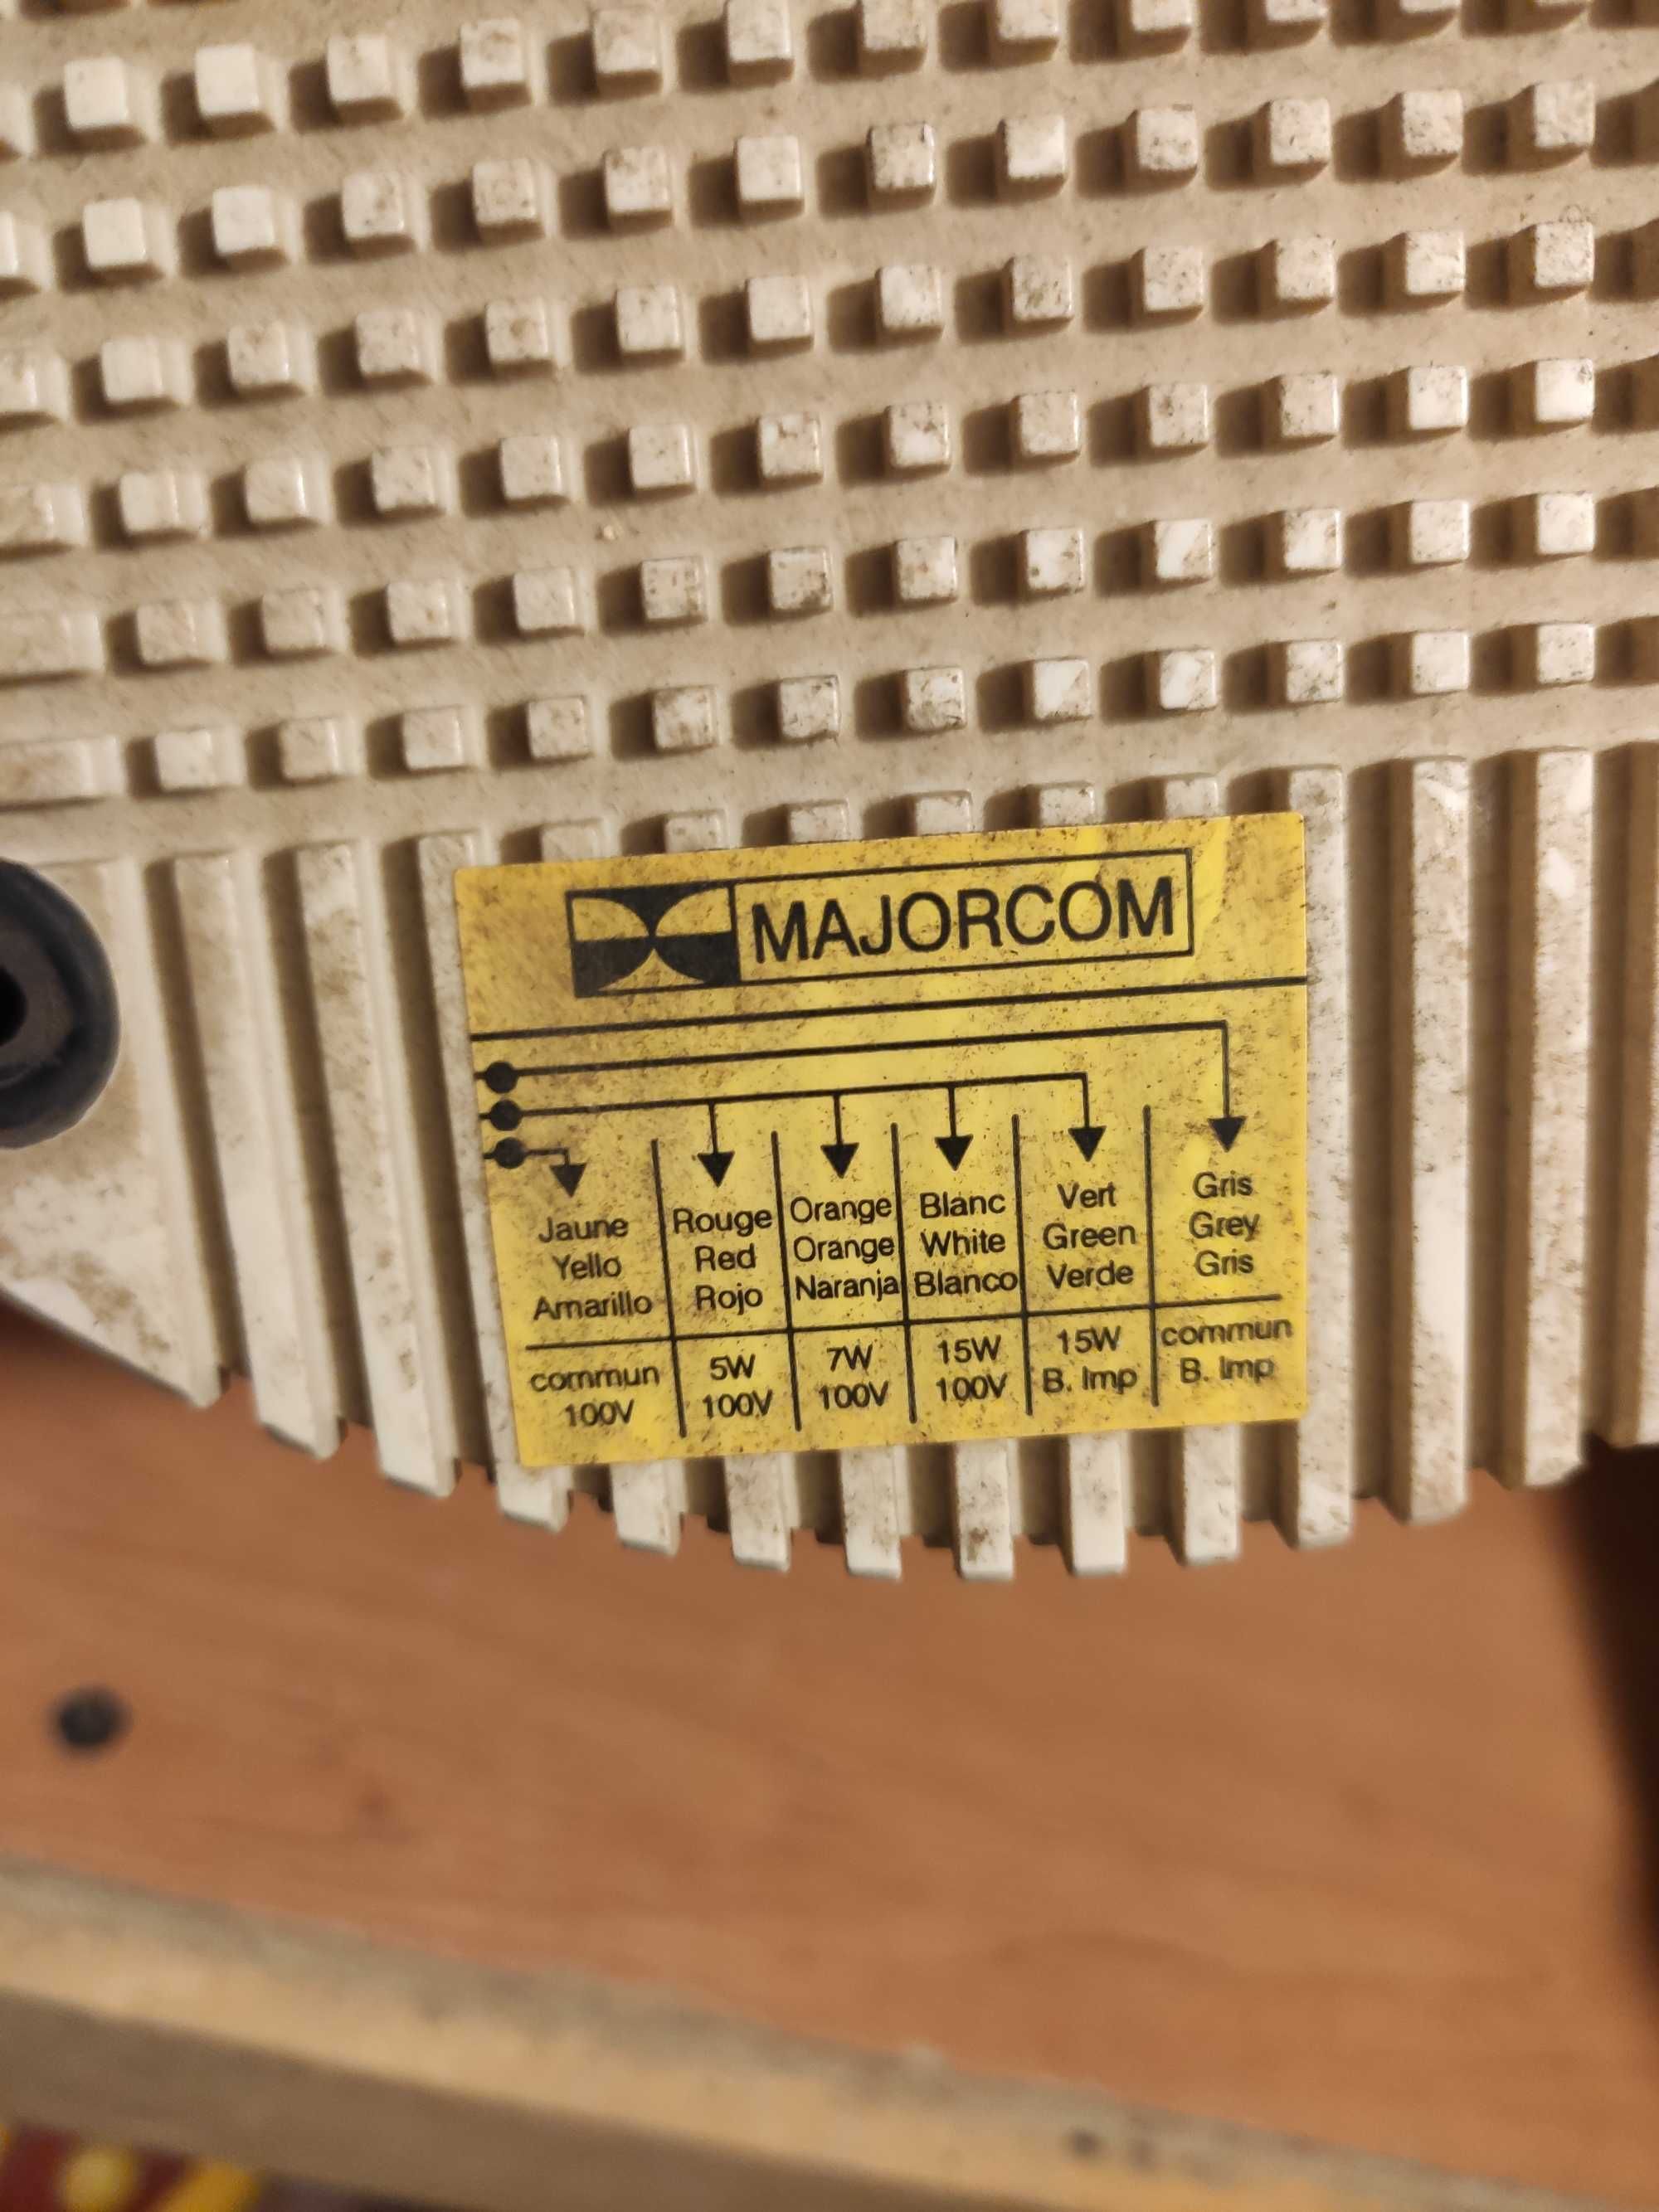 MAJORCOM
Jaune Rouge Orange Blanc Vert Gris
Yello Red Orange White Green Grey
Amarillo Rojo Naranja Blanco Verde Gris
commun 5W 7W 15W 15W commun
100V 100V 100V 100V B. Imp B. Imp